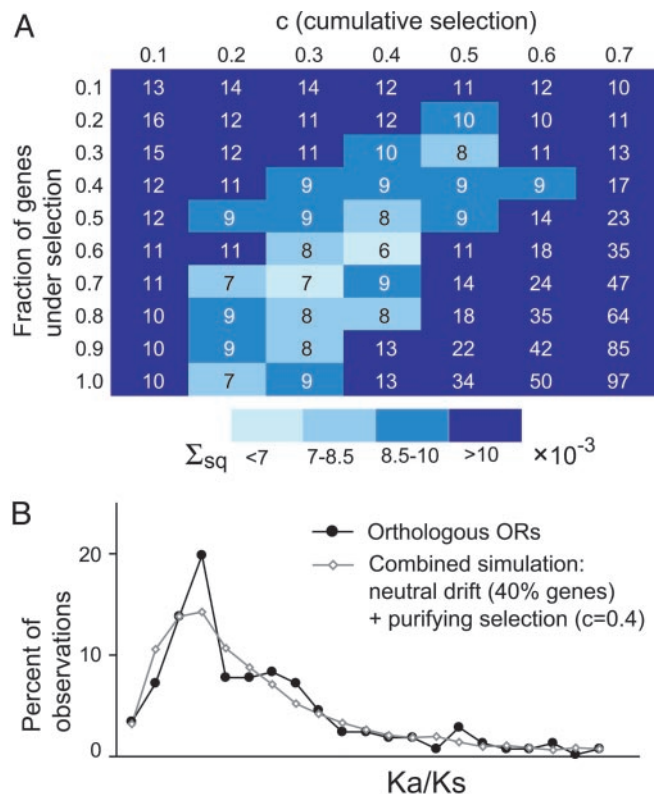 A
c (cumulative selection)
0.1 0.2 0.3 0.4 0.5 0.6 0.7
Fraction of genes
under selection
0.1 13 14 14 12 11 12 10
0.2 16 12 11 12 10 10 11
0.3 15 12 11 10 8 11 13
0.4 12 11 9 9 9 9 17
0.5 12 9 9 8 9 14 23
0.6 11 11 8 6 11 18 35
0.7 11 7 7 9 14 24 47
0.8 10 9 8 8 18 35 64
0.9 10 9 8 13 22 42 85
1.0 10 7 9 13 34 50 97
Σsq <7 7-8.5 8.5-10 >10 ×10⁻³
B
Percent of
observations
20
10
0
Orthologous ORs
Combined simulation:
neutral drift (40% genes)
+ purifying selection (c=0.4)
Ka/Ks